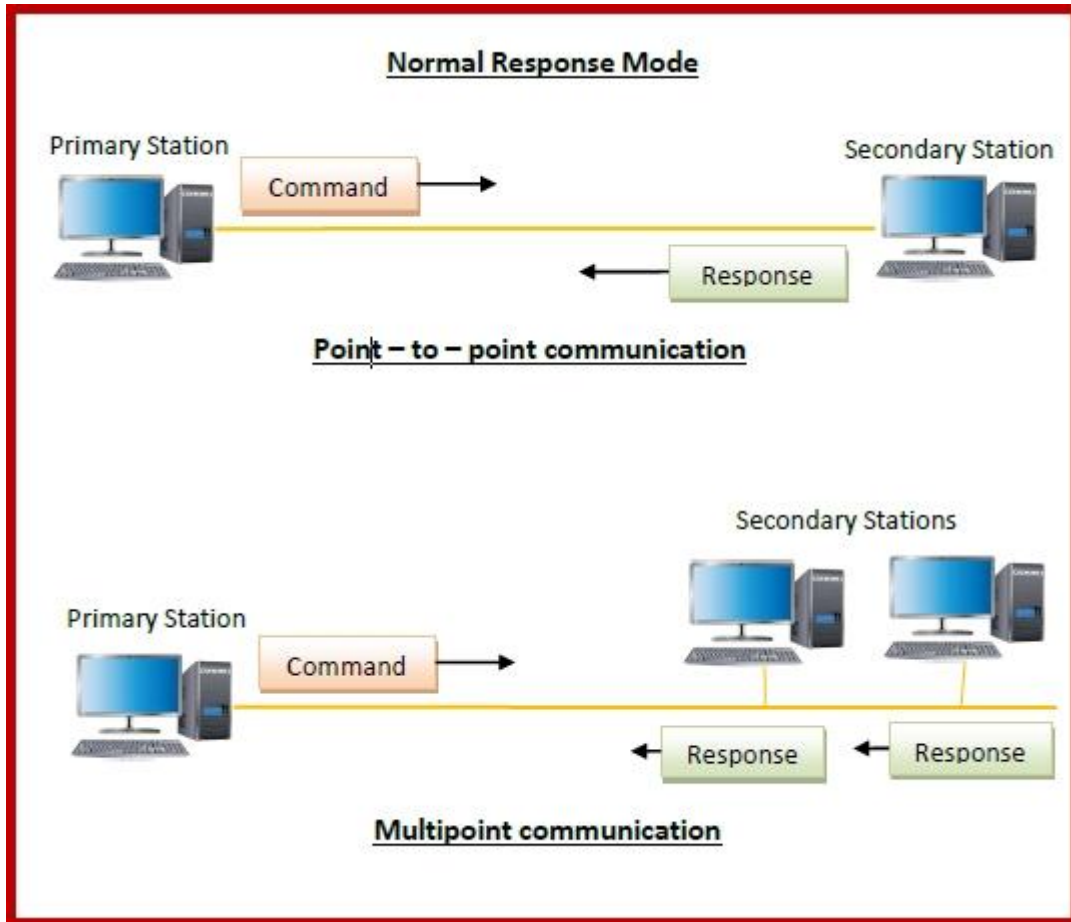 Normal Response Mode
Primary Station
Secondary Station
Command
Response
Point – to – point communication
Secondary Stations
Primary Station
Command
Response
Response
Multipoint communication